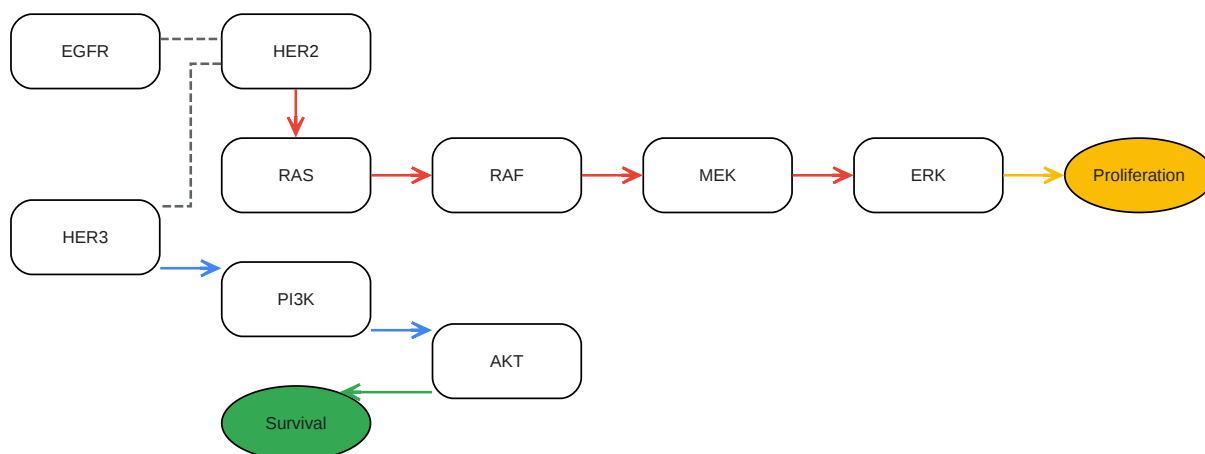 EGFR
HER2
RAS
RAF
MEK
ERK
Proliferation
HER3
PI3K
AKT
Survival